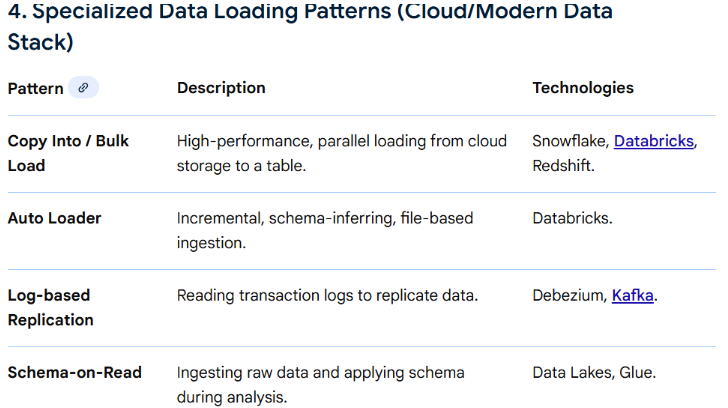 4. Specialized Data Loading Patterns (Cloud/Modern Data
Stack)
Pattern Description Technologies
Copy Into / Bulk
Load
High-performance, parallel loading from cloud
storage to a table.
Snowflake, Databricks,
Redshift.
Auto Loader
Incremental, schema-inferring, file-based
ingestion.
Databricks.
Log-based
Replication
Reading transaction logs to replicate data.
Debezium, Kafka.
Schema-on-Read
Ingesting raw data and applying schema
during analysis.
Data Lakes, Glue.